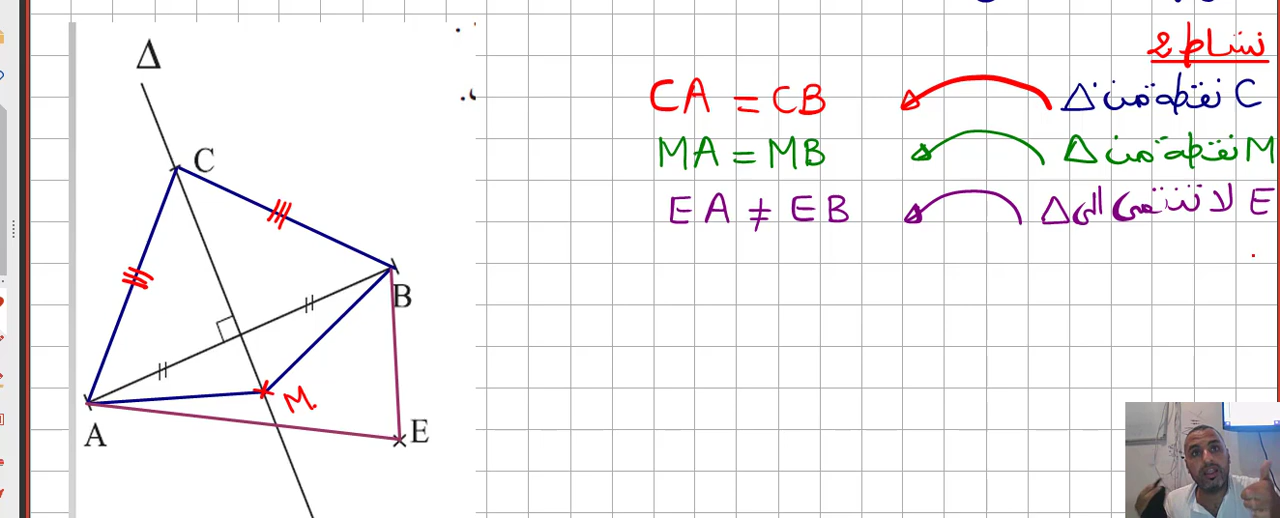 نشاط 2
C نقطة من Δ
CA = CB
M نقطة من Δ
MA = MB
E لا تنتمي الى Δ
EA ≠ EB
Δ
C
B
M.
A
E